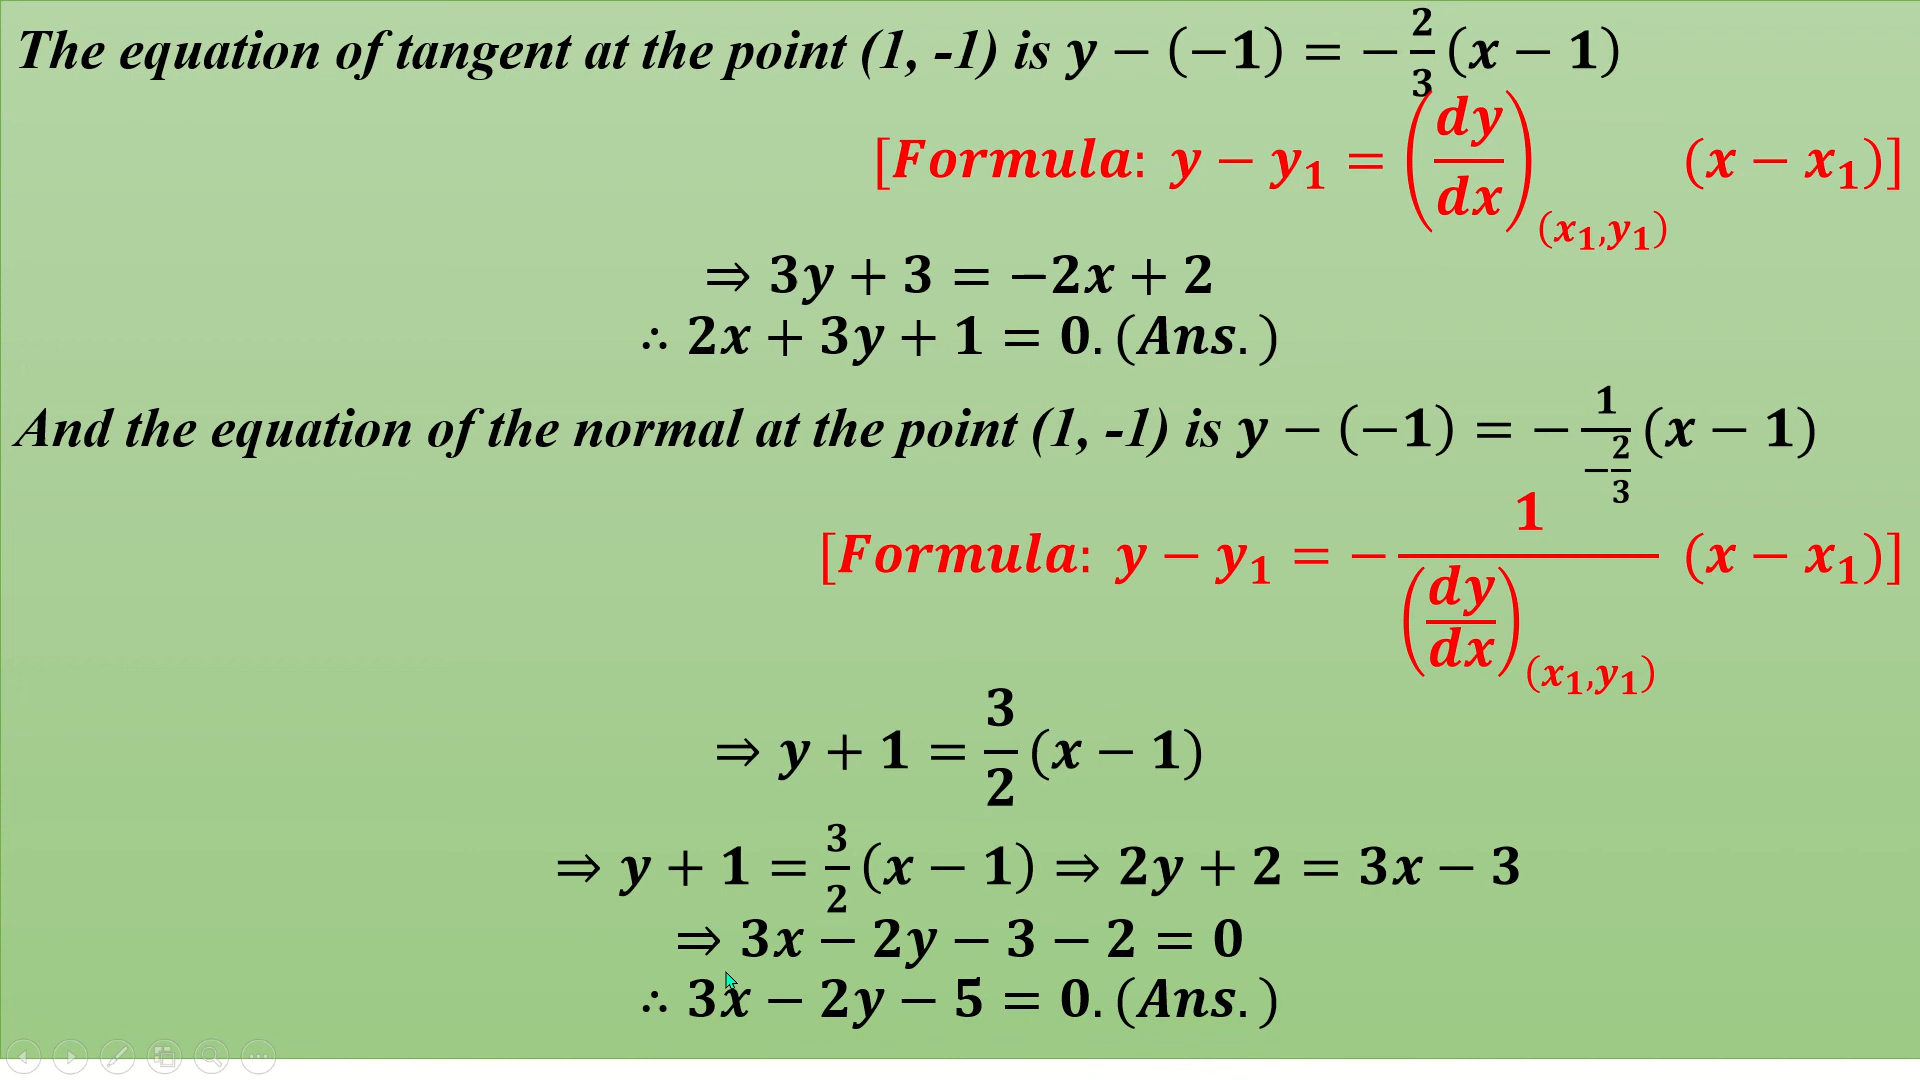 The equation of tangent at the point (1, -1) is y − (−1) = −2/3 (x − 1)
[Formula: y − y₁ = (dy/dx)₍ₓ₁,ᵧ₁₎ (x − x₁)]
⇒ 3y + 3 = −2x + 2
∴ 2x + 3y + 1 = 0. (Ans.)
And the equation of the normal at the point (1, -1) is y − (−1) = −1/(−2/3) (x − 1)
[Formula: y − y₁ = −1/(dy/dx)₍ₓ₁,ᵧ₁₎ (x − x₁)]
⇒ y + 1 = 3/2 (x − 1)
⇒ y + 1 = 3/2 (x − 1) ⇒ 2y + 2 = 3x − 3
⇒ 3x − 2y − 3 − 2 = 0
∴ 3x − 2y − 5 = 0. (Ans.)